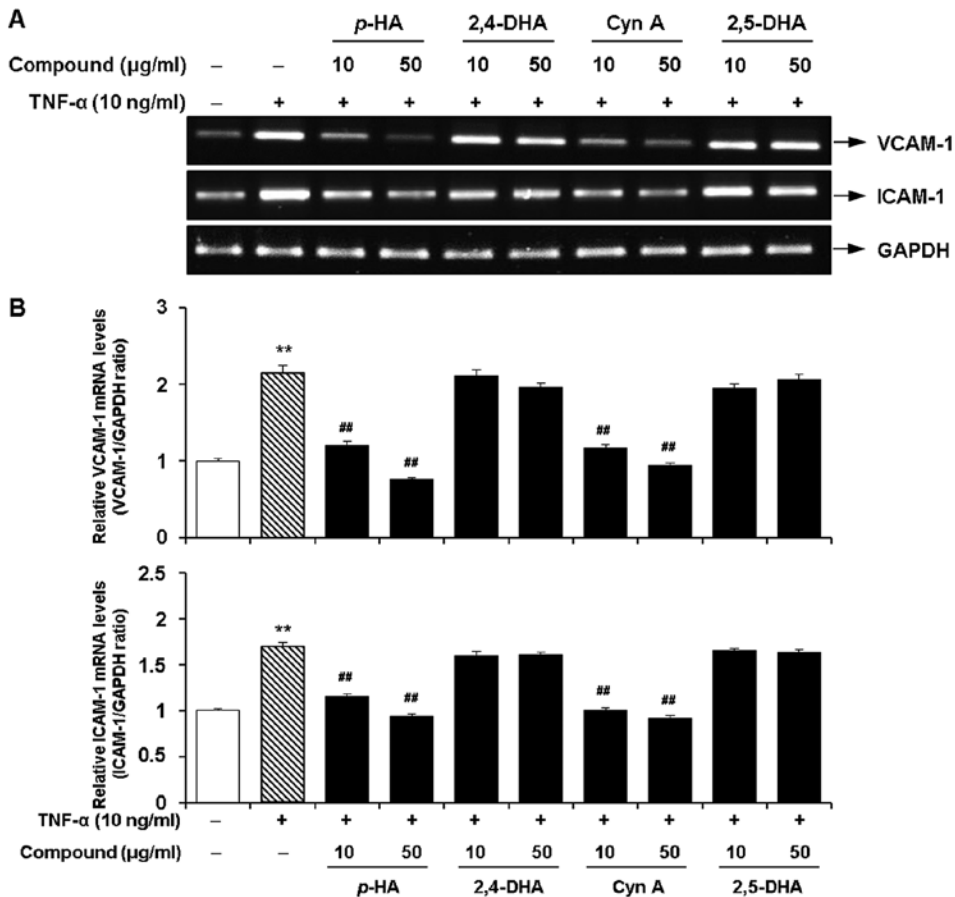 A
p-HA 2,4-DHA Cyn A 2,5-DHA
Compound (µg/ml) – – 10 50 10 50 10 50 10 50
TNF-α (10 ng/ml) – + + + + + + + + +
VCAM-1
ICAM-1
GAPDH
B
Relative VCAM-1 mRNA levels
(VCAM-1/GAPDH ratio)
3
2
1
0
**
##
##
##
##
Relative ICAM-1 mRNA levels
(ICAM-1/GAPDH ratio)
2.5
2
1.5
1
0.5
0
**
##
##
##
##
TNF-α (10 ng/ml) – + + + + + + + + +
Compound (µg/ml) – – 10 50 10 50 10 50 10 50
p-HA 2,4-DHA Cyn A 2,5-DHA